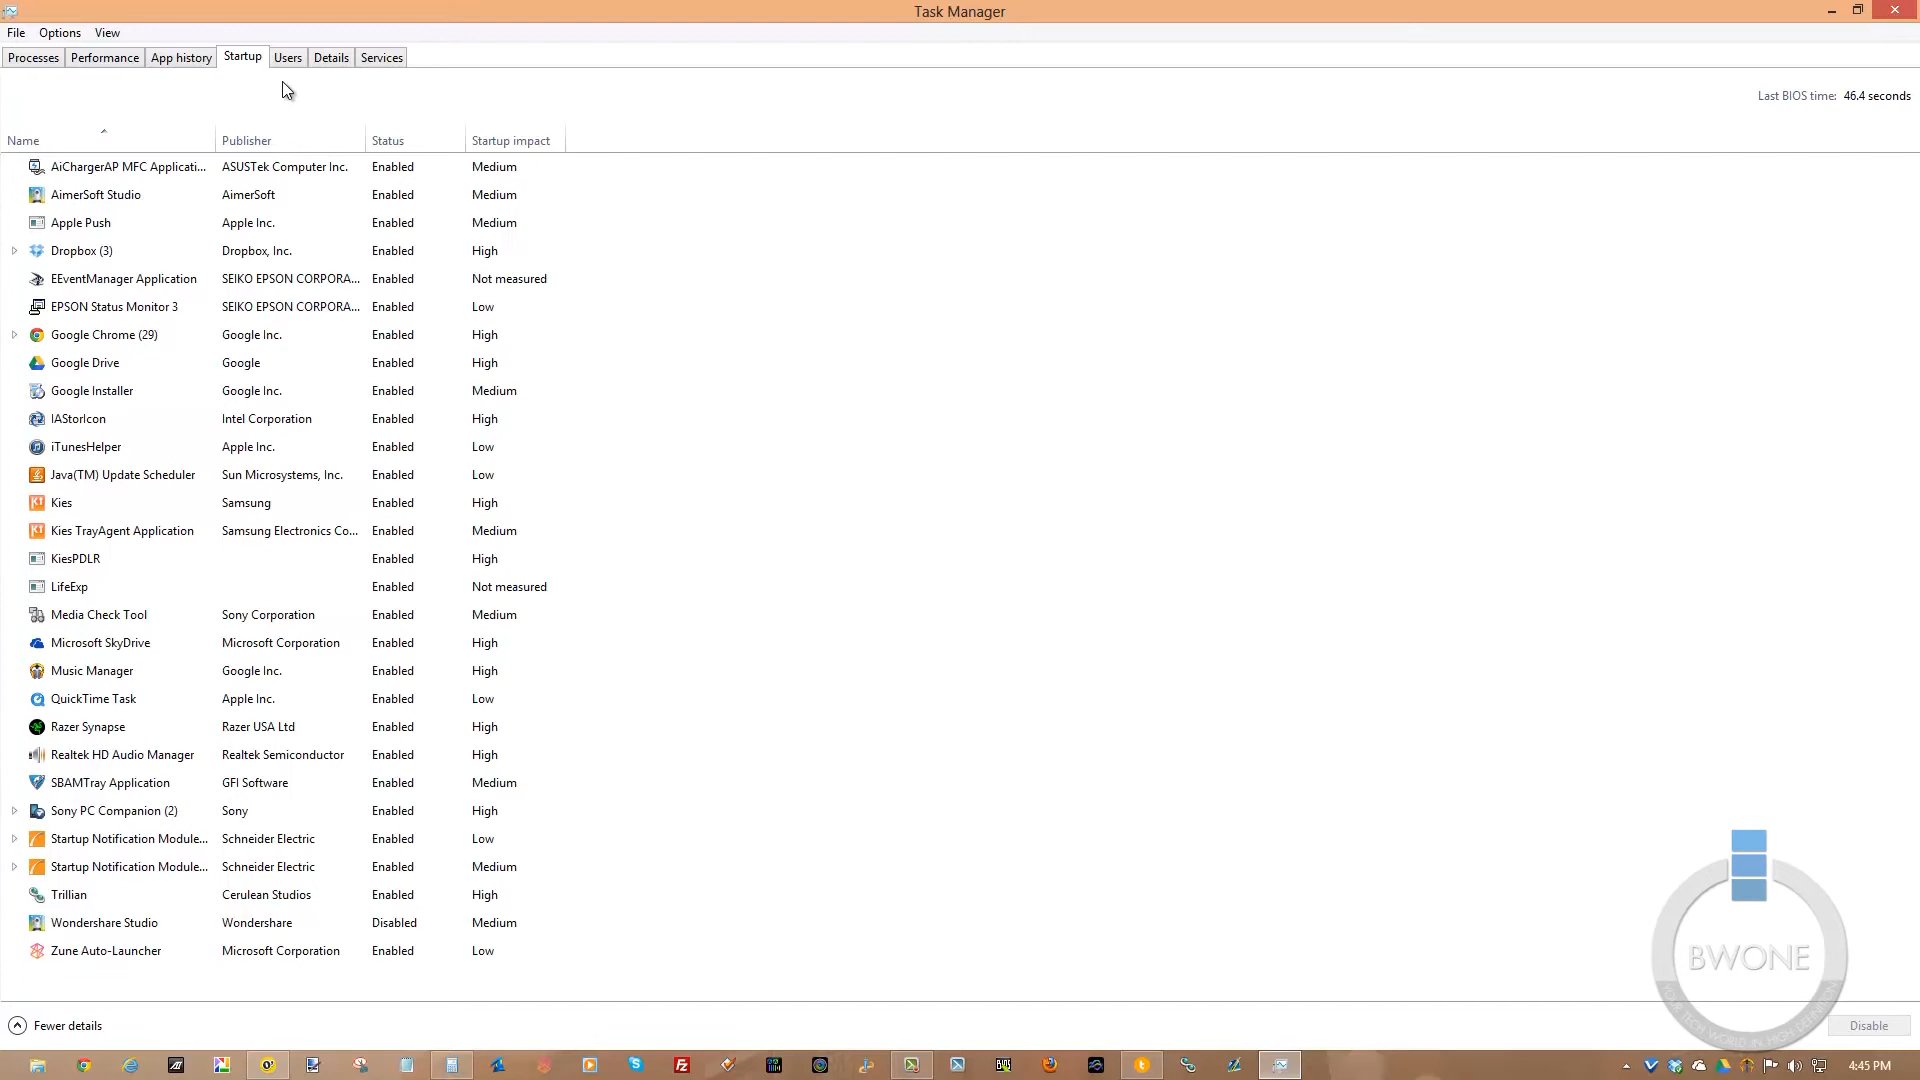 Task Manager
File Options View
Processes Performance App history Startup Users Details Services
Last BIOS time: 46.4 seconds
Name Publisher Status Startup impact
AiChargerAP MFC Applicati... ASUSTek Computer Inc. Enabled Medium
AimerSoft Studio AimerSoft Enabled Medium
Apple Push Apple Inc. Enabled Medium
Dropbox (3) Dropbox, Inc. Enabled High
EEventManager Application SEIKO EPSON CORPORA... Enabled Not measured
EPSON Status Monitor 3 SEIKO EPSON CORPORA... Enabled Low
Google Chrome (29) Google Inc. Enabled High
Google Drive Google Enabled High
Google Installer Google Inc. Enabled Medium
IAStorIcon Intel Corporation Enabled High
iTunesHelper Apple Inc. Enabled Low
Java(TM) Update Scheduler Sun Microsystems, Inc. Enabled Low
Kies Samsung Enabled High
Kies TrayAgent Application Samsung Electronics Co... Enabled Medium
KiesPDLR Enabled High
LifeExp Enabled Not measured
Media Check Tool Sony Corporation Enabled Medium
Microsoft SkyDrive Microsoft Corporation Enabled High
Music Manager Google Inc. Enabled High
QuickTime Task Apple Inc. Enabled Low
Razer Synapse Razer USA Ltd Enabled High
Realtek HD Audio Manager Realtek Semiconductor Enabled High
SBAMTray Application GFI Software Enabled Medium
Sony PC Companion (2) Sony Enabled High
Startup Notification Module... Schneider Electric Enabled Low
Startup Notification Module... Schneider Electric Enabled Medium
Trillian Cerulean Studios Enabled High
Wondershare Studio Wondershare Disabled Medium
Zune Auto-Launcher Microsoft Corporation Enabled Low
BWONE
YOUR TECH WORLD IN HIGH DEFINITION
Fewer details Disable
4:45 PM